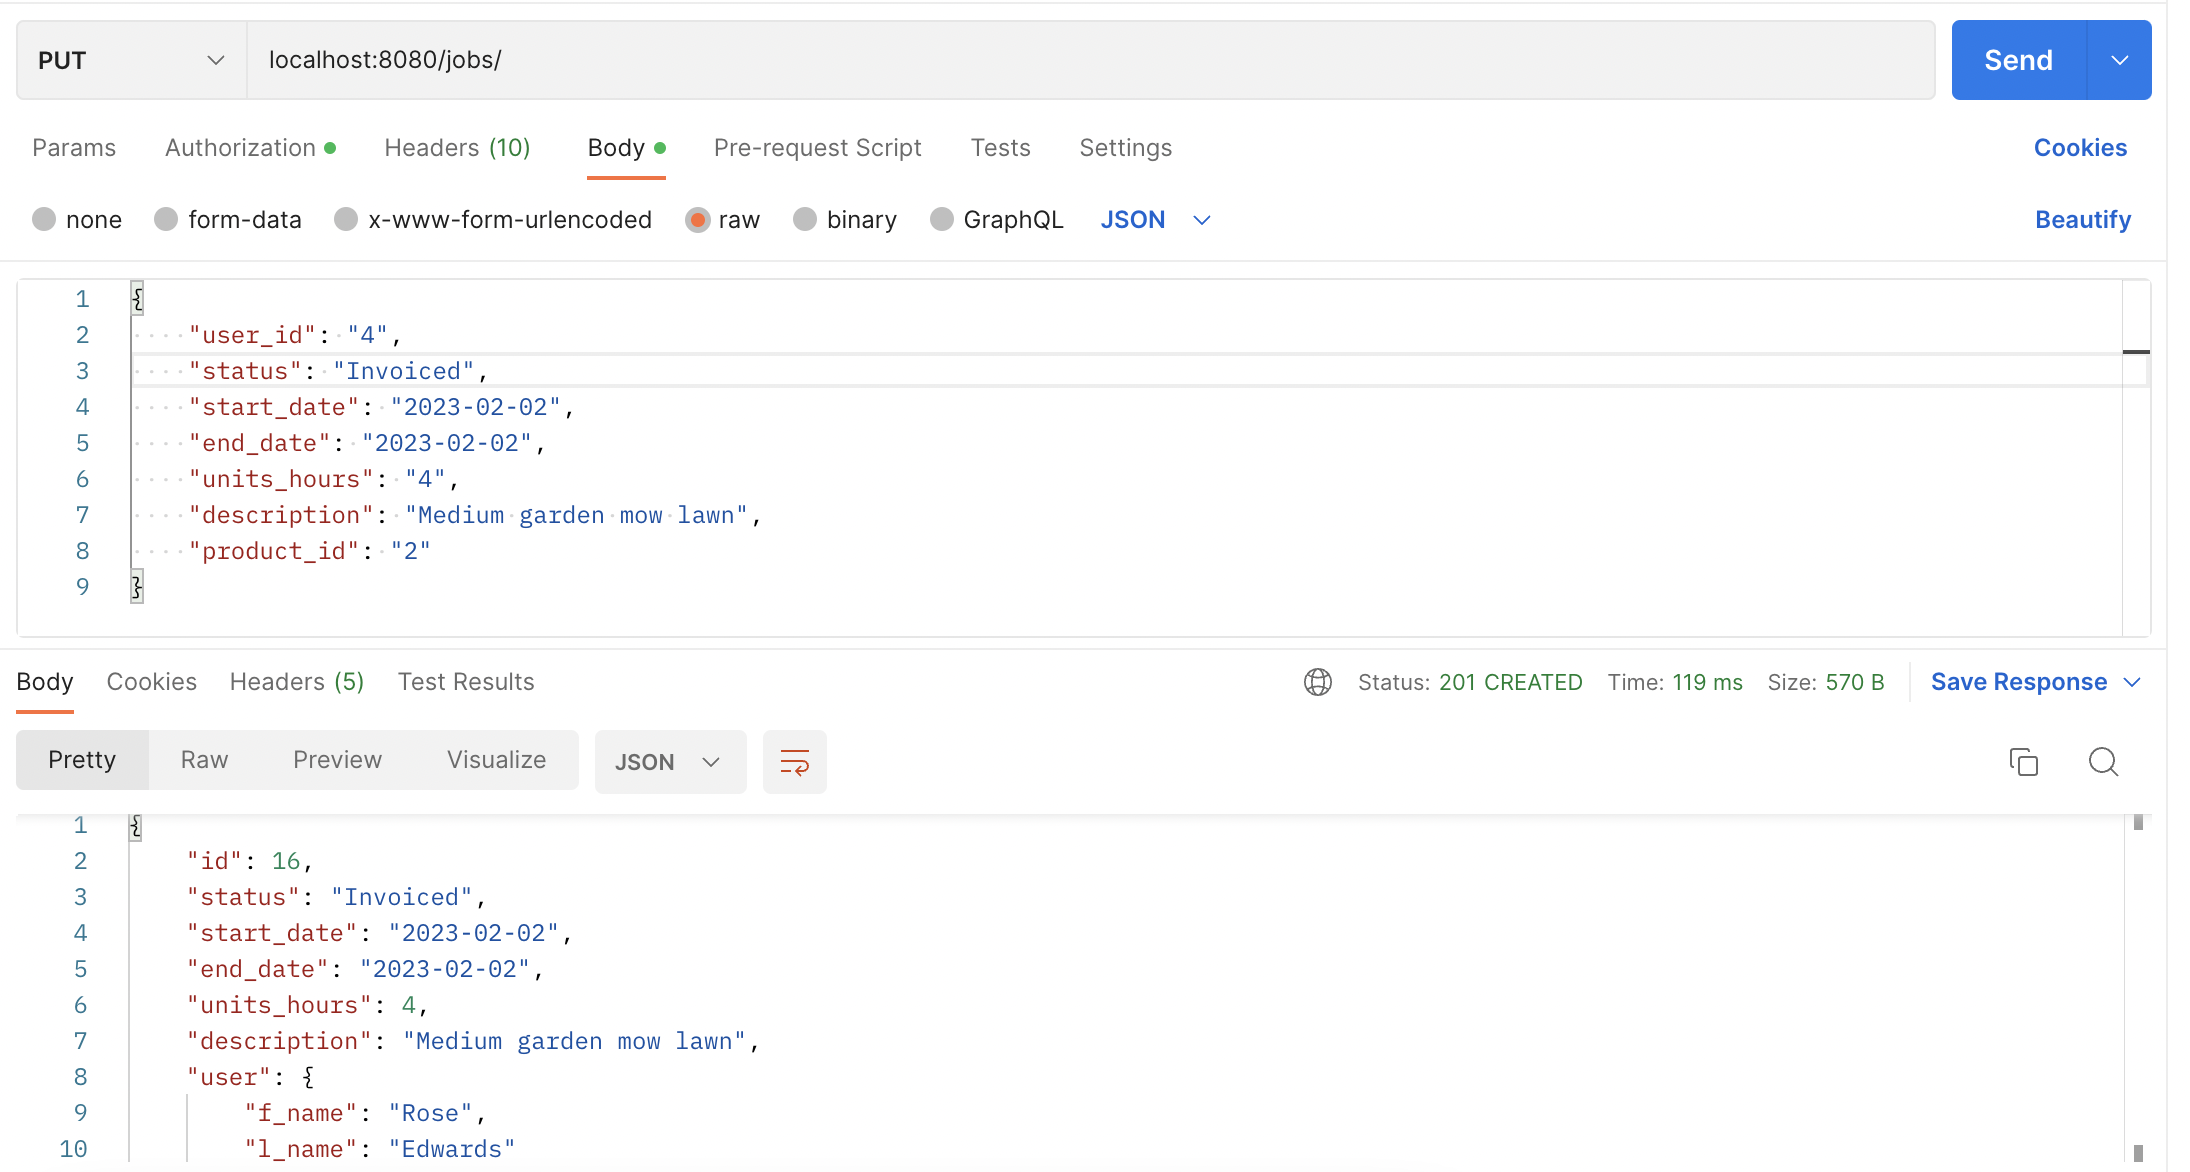 PUT localhost:8080/jobs/ Send
Params Authorization Headers (10) Body Pre-request Script Tests Settings Cookies
none form-data x-www-form-urlencoded raw binary GraphQL JSON Beautify
1 {
2 "user_id": "4",
3 "status": "Invoiced",
4 "start_date": "2023-02-02",
5 "end_date": "2023-02-02",
6 "units_hours": "4",
7 "description": "Medium garden mow lawn",
8 "product_id": "2"
9 }
Body Cookies Headers (5) Test Results Status: 201 CREATED Time: 119 ms Size: 570 B Save Response
Pretty Raw Preview Visualize JSON
1 {
2 "id": 16,
3 "status": "Invoiced",
4 "start_date": "2023-02-02",
5 "end_date": "2023-02-02",
6 "units_hours": 4,
7 "description": "Medium garden mow lawn",
8 "user": {
9 "f_name": "Rose",
10 "l_name": "Edwards"